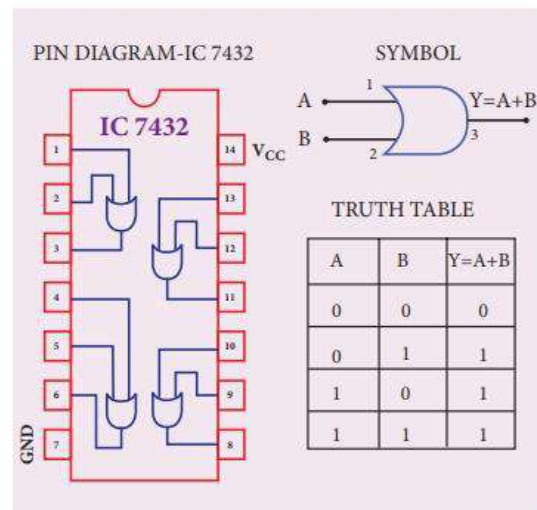 PIN DIAGRAM-IC 7432
IC 7432
1
14
VCC
2
13
3
12
4
11
5
10
6
9
GND
7
8
SYMBOL
A
1
Y=A+B
B
2
3
TRUTH TABLE
A B Y=A+B
0 0 0
0 1 1
1 0 1
1 1 1